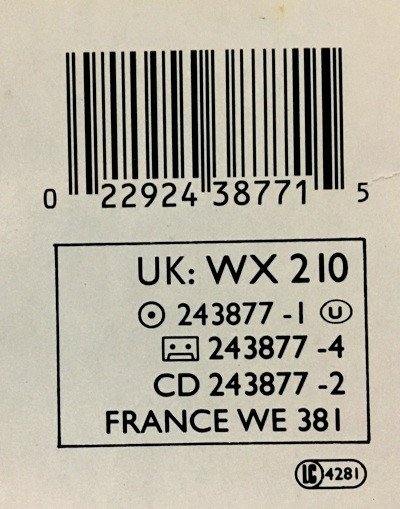 0 22924 38771 5
UK: WX 210
243877 -1 U
243877 -4
CD 243877 -2
FRANCE WE 381
LC 4281